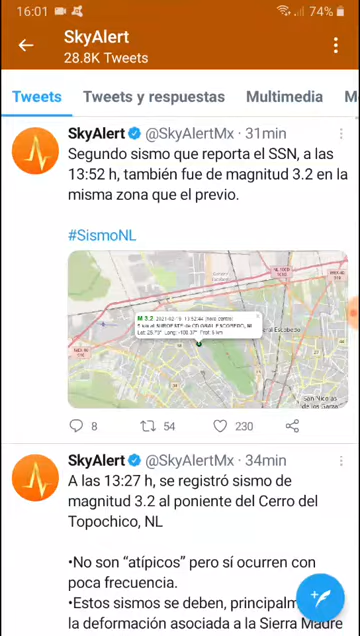 16:01 74%
SkyAlert
28.8K Tweets
Tweets Tweets y respuestas Multimedia M
SkyAlert @SkyAlertMx · 31min
Segundo sismo que reporta el SSN, a las
13:52 h, también fue de magnitud 3.2 en la
misma zona que el previo.
#SismoNL
M 3.2
8 54 230
SkyAlert @SkyAlertMx · 34min
A las 13:27 h, se registró sismo de
magnitud 3.2 al poniente del Cerro del
Topochico, NL
•No son “atípicos” pero sí ocurren con
poca frecuencia.
•Estos sismos se deben, principalm
la deformación asociada a la Sierra Madre